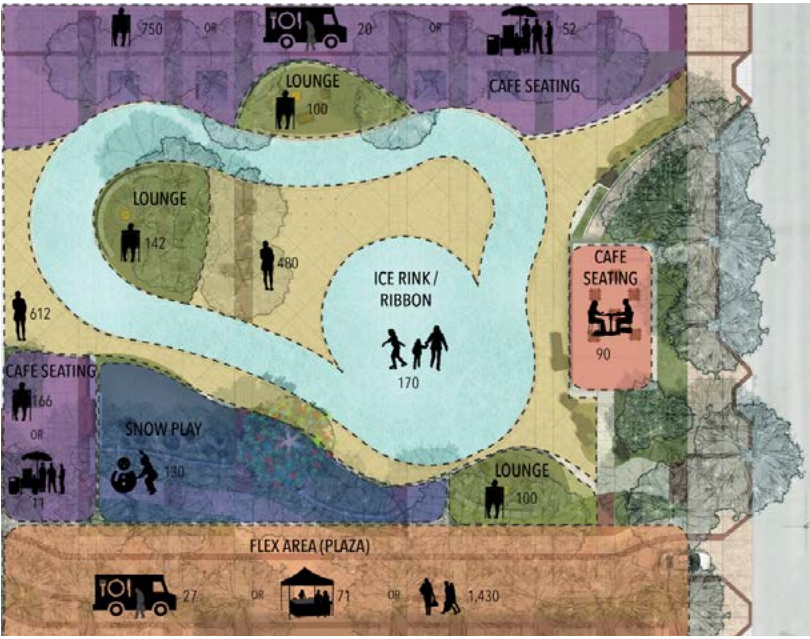 750 OR 20 OR 52
LOUNGE
100
CAFE SEATING
LOUNGE
142
480
ICE RINK /
RIBBON
170
CAFE
SEATING
90
612
CAFE SEATING
166
OR
11
SNOW PLAY
130
LOUNGE
100
FLEX AREA (PLAZA)
27 OR 71 OR 1,430